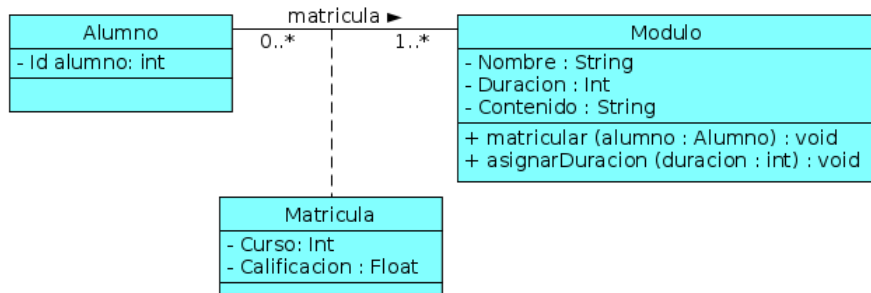 matricula ►
Alumno
0..*
1..*
Modulo
- Id alumno: int
- Nombre : String
- Duracion : Int
- Contenido : String
+ matricular (alumno : Alumno) : void
+ asignarDuracion (duracion : int) : void
Matricula
- Curso: Int
- Calificacion : Float